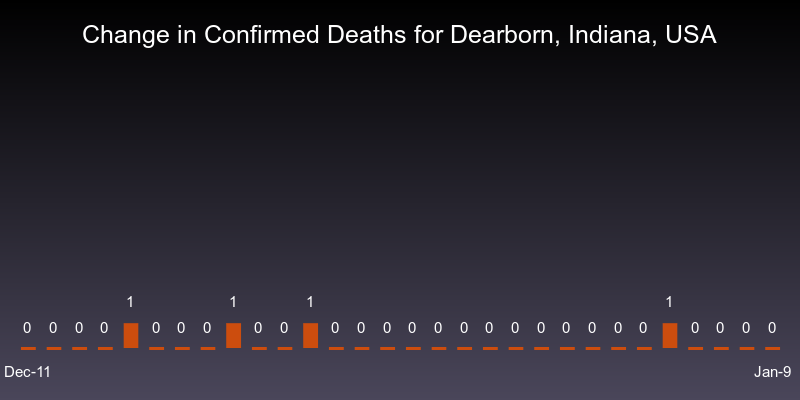 Change in Confirmed Deaths for Dearborn, Indiana, USA
1 1 1 1
0 0 0 0 0 0 0 0 0 0 0 0 0 0 0 0 0 0 0 0 0 0 0 0 0 0
Dec-11 Jan-9